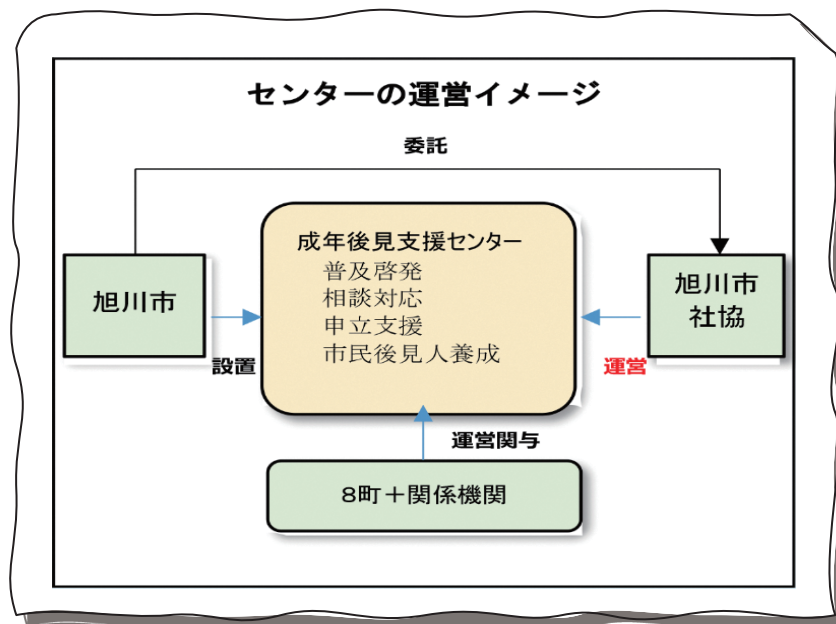 センターの運営イメージ
委託
旭川市
設置
成年後見支援センター
普及啓発
相談対応
申立支援
市民後見人養成
旭川市
社協
運営
運営関与
8町+関係機関